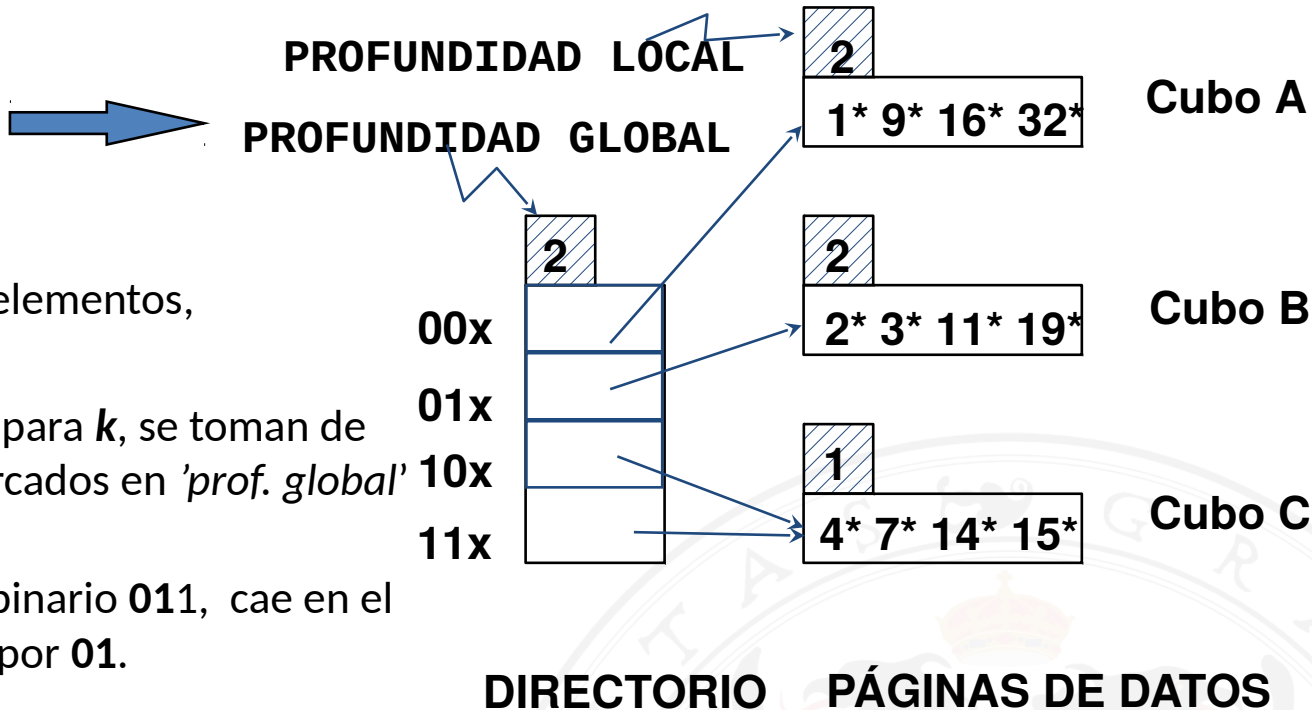 PROFUNDIDAD LOCAL
2
1* 9* 16* 32*
Cubo A
PROFUNDIDAD GLOBAL
2
2
2* 3* 11* 19*
Cubo B
elementos,
00x
01x
para k, se toman de
rcados en ’prof. global’
10x
11x
1
4* 7* 14* 15*
Cubo C
binario 011, cae en el
por 01.
DIRECTORIO
PÁGINAS DE DATOS